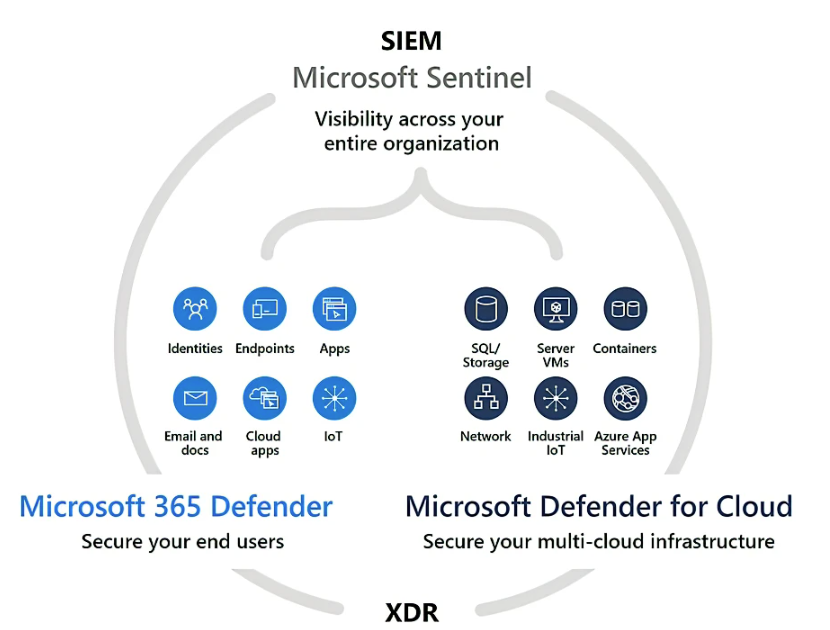 SIEM
Microsoft Sentinel
Visibility across your
entire organization
Identities
Endpoints
Apps
Email and
docs
Cloud
apps
IoT
SQL/
Storage
Server
VMs
Containers
Network
Industrial
IoT
Azure App
Services
Microsoft 365 Defender
Secure your end users
Microsoft Defender for Cloud
Secure your multi-cloud infrastructure
XDR